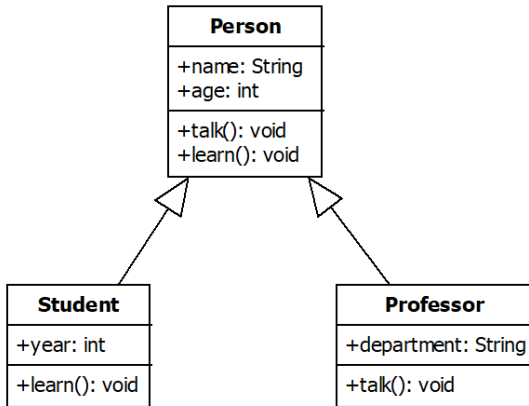 Person
+name: String
+age: int
+talk(): void
+learn(): void
Student
+year: int
+learn(): void
Professor
+department: String
+talk(): void